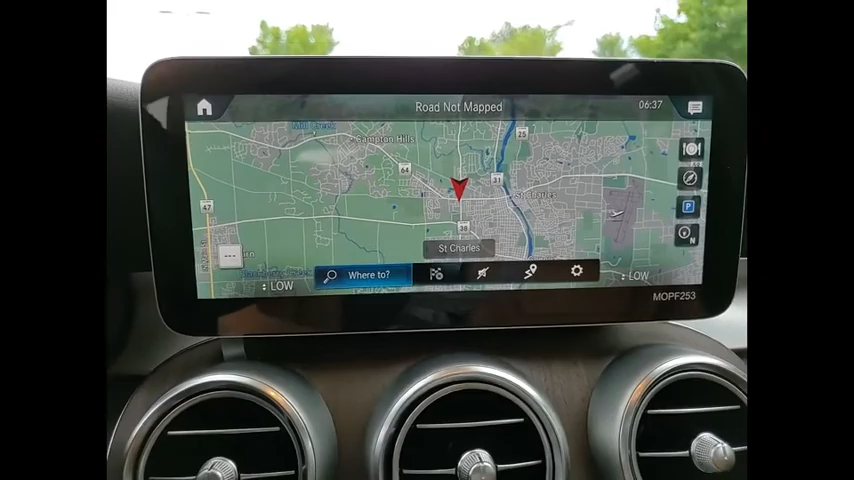 Road Not Mapped
06:37
Mill Creek
25
Campton Hills
64
31
47
St Charles
38
St Charles
P
N
Where to?
LOW
LOW
MOPF253